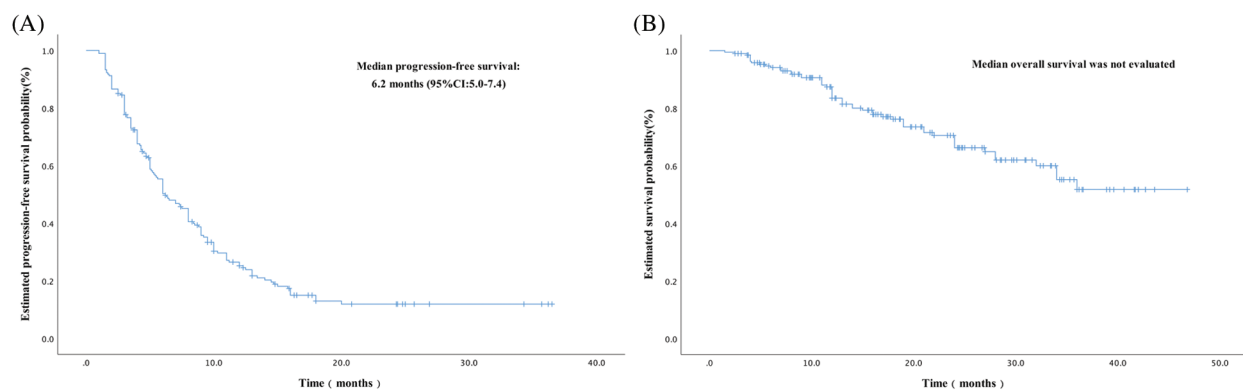 (A)
Estimated progression-free survival probability(%)
1.0
0.8
0.6
0.4
0.2
0.0
Median progression-free survival:
6.2 months (95%CI:5.0-7.4)
.0
10.0
20.0
30.0
40.0
Time（months）
(B)
Estimated survival probability(%)
1.0
0.8
0.6
0.4
0.2
0.0
Median overall survival was not evaluated
.0
10.0
20.0
30.0
40.0
50.0
Time（months）